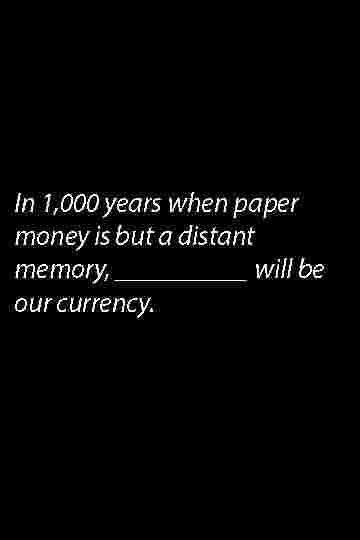 In 1,000 years when paper
money is but a distant
memory, __________ will be
our currency.